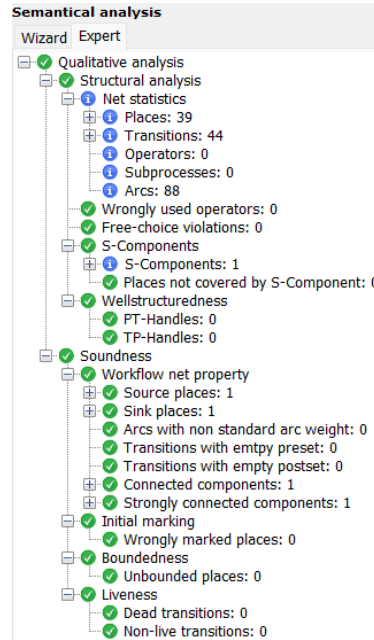 Semantical analysis
Wizard Expert
Qualitative analysis
Structural analysis
Net statistics
Places: 39
Transitions: 44
Operators: 0
Subprocesses: 0
Arcs: 88
Wrongly used operators: 0
Free-choice violations: 0
S-Components
S-Components: 1
Places not covered by S-Component: 0
Wellstructuredness
PT-Handles: 0
TP-Handles: 0
Soundness
Workflow net property
Source places: 1
Sink places: 1
Arcs with non standard arc weight: 0
Transitions with emtpy preset: 0
Transitions with empty postset: 0
Connected components: 1
Strongly connected components: 1
Initial marking
Wrongly marked places: 0
Boundedness
Unbounded places: 0
Liveness
Dead transitions: 0
Non-live transitions: 0